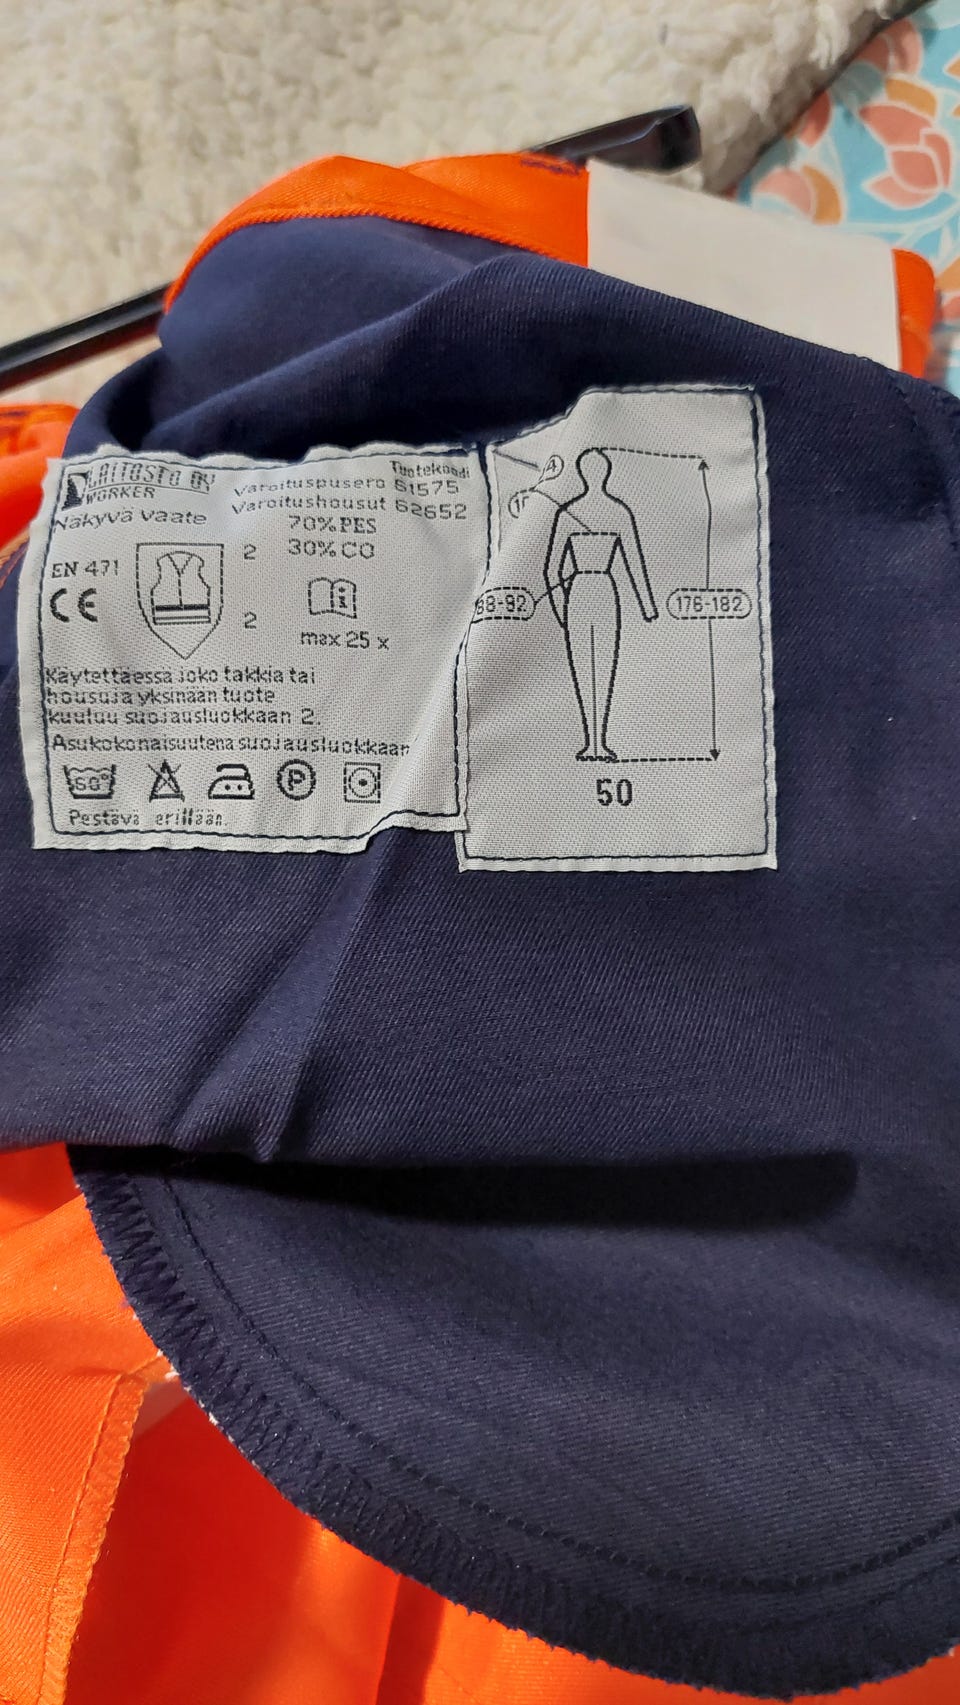 LAITOSTO OY
WORKER
Näkyvä vaate
Tuotekoodi
Varoituspusero 61575
Varoitushousut 62652
70% PES
30% CO
EN 471
CE
2
2
i
max 25 x
Käytettäessä joko takkia tai
housuja yksinään tuote
kuuluu suojausluokkaan 2.
Asukokonaisuutena suojausluokkaan
60°
P
Pestävä erillään.
88-92
176-182
50